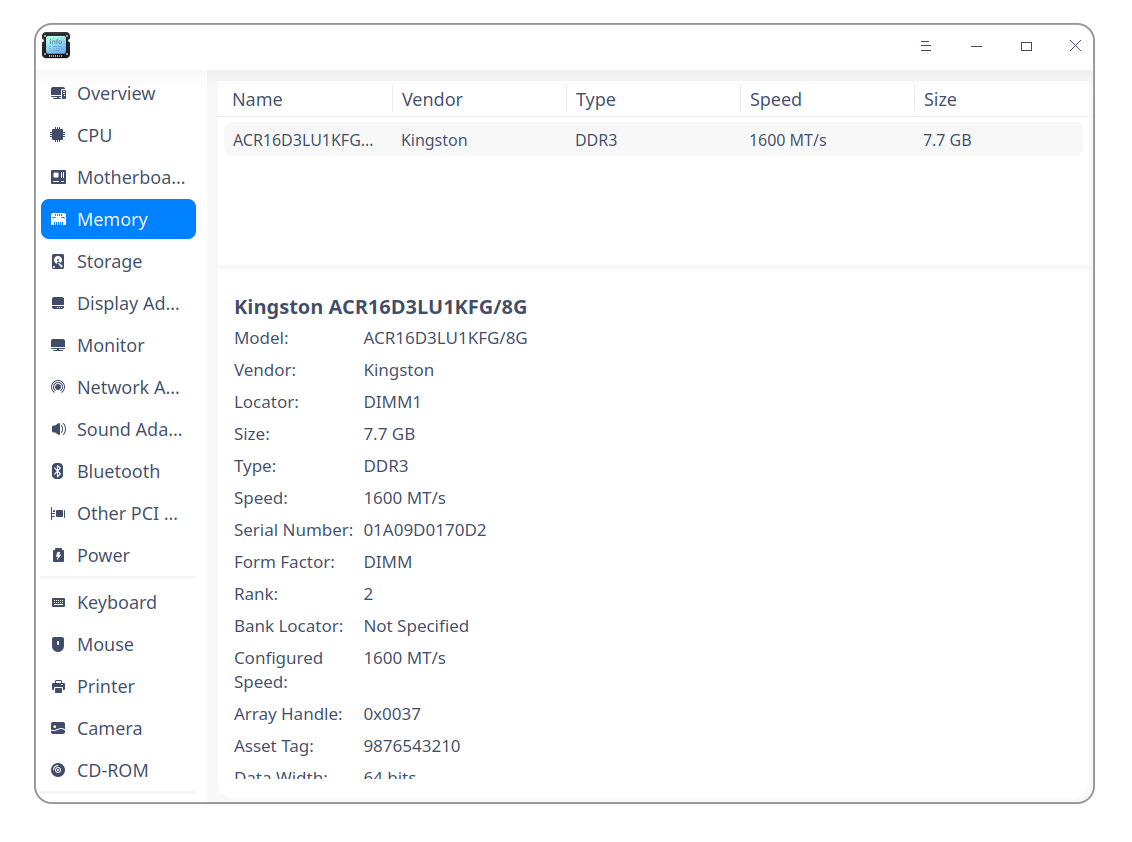 info
Overview
CPU
Motherboa...
Memory
Storage
Display Ad...
Monitor
Network A...
Sound Ada...
Bluetooth
Other PCI ...
Power
Keyboard
Mouse
Printer
Camera
CD-ROM
Name Vendor Type Speed Size
ACR16D3LU1KFG... Kingston DDR3 1600 MT/s 7.7 GB
Kingston ACR16D3LU1KFG/8G
Model: ACR16D3LU1KFG/8G
Vendor: Kingston
Locator: DIMM1
Size: 7.7 GB
Type: DDR3
Speed: 1600 MT/s
Serial Number: 01A09D0170D2
Form Factor: DIMM
Rank: 2
Bank Locator: Not Specified
Configured 1600 MT/s
Speed:
Array Handle: 0x0037
Asset Tag: 9876543210
Data Width: 64 bits